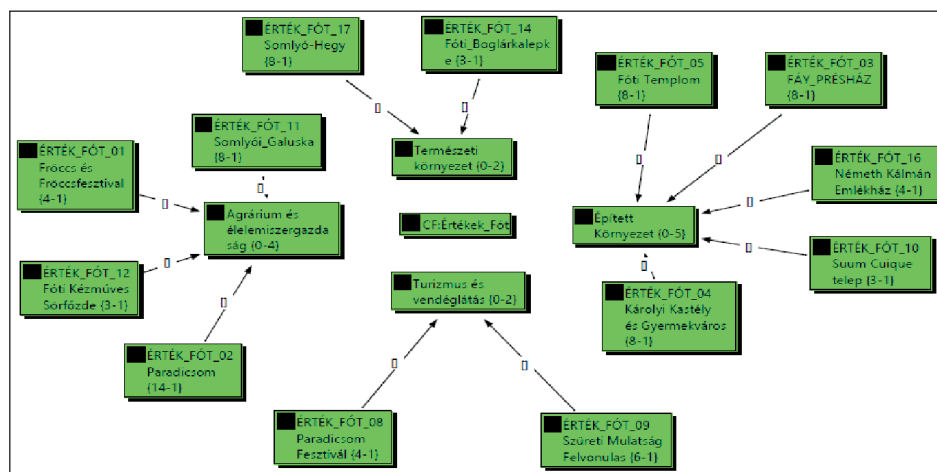 ÉRTÉK_FÓT_17
Somlyó-Hegy
{8-1}
ÉRTÉK_FÓT_14
Fóti_Boglárkalepk
e {3-1}
ÉRTÉK_FÓT_05
Fóti Templom
{8-1}
ÉRTÉK_FÓT_03
FÁY_PRÉSHÁZ
{8-1}
ÉRTÉK_FÓT_01
Fröccs és
Fröccsfesztival
{4-1}
ÉRTÉK_FÓT_11
Somlyói_Galuska
{8-1}
Természeti
környezet {0-2}
ÉRTÉK_FÓT_16
Németh Kálmán
Emlékház {4-1}
Agrárium és
élelemiszergazda
ság {0-4}
CF:Értékek_Fót
Épített
Környezet {0-5}
ÉRTÉK_FÓT_12
Fóti Kézműves
Sörfőzde {3-1}
Turizmus és
vendéglátás {0-2}
ÉRTÉK_FÓT_10
Suum Cuique
telep {3-1}
ÉRTÉK_FÓT_04
Károlyi Kastély
és Gyermekváros
{8-1}
ÉRTÉK_FÓT_02
Paradicsom
{14-1}
ÉRTÉK_FÓT_08
Paradicsom
Fesztivál {4-1}
ÉRTÉK_FÓT_09
Szüreti Mulatság
Felvonulas {6-1}